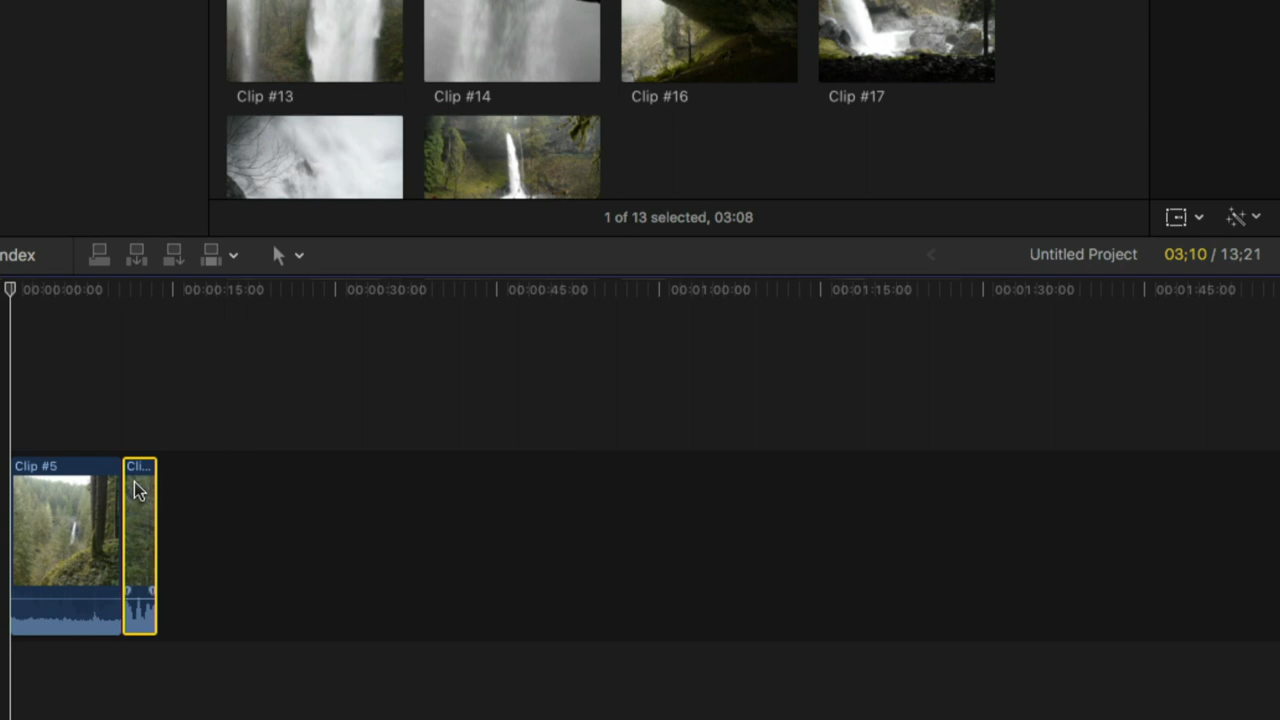 Clip #13 Clip #14 Clip #16 Clip #17
1 of 13 selected, 03:08
ndex Untitled Project 03;10 / 13;21
00:00:00:00 00:00:15:00 00:00:30:00 00:00:45:00 00:01:00:00 00:01:15:00 00:01:30:00 00:01:45:00
Clip #5 Cli...